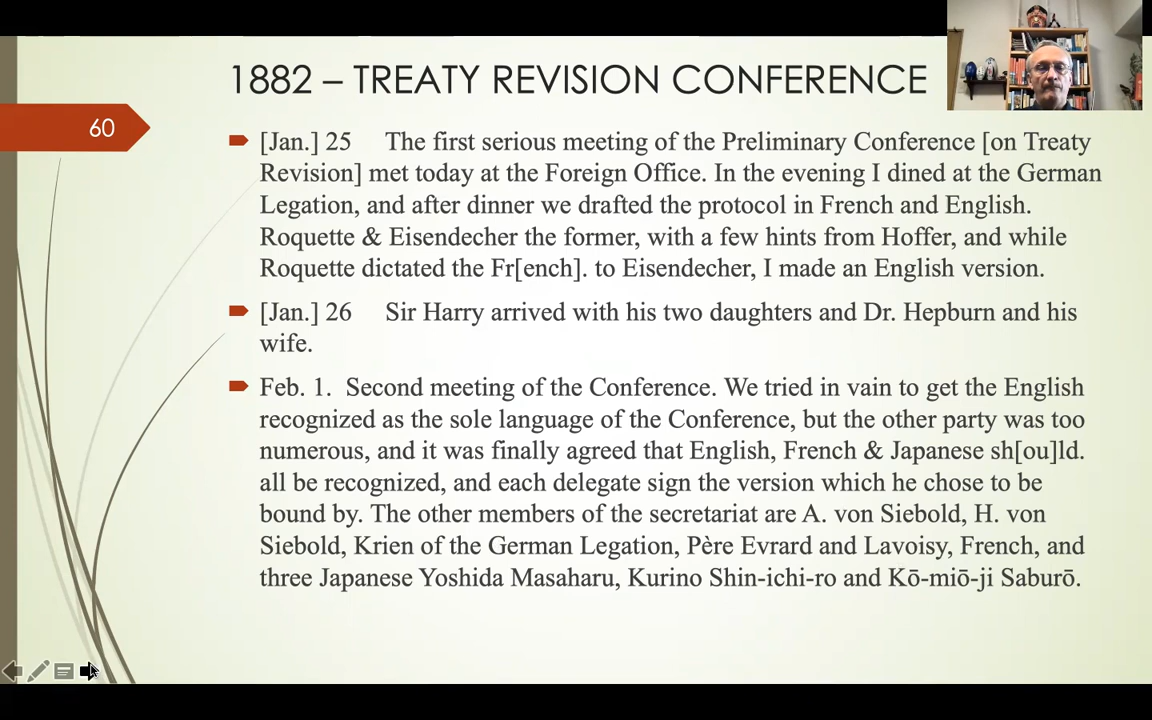 1882 – TREATY REVISION CONFERENCE
60
[Jan.] 25 The first serious meeting of the Preliminary Conference [on Treaty
Revision] met today at the Foreign Office. In the evening I dined at the German
Legation, and after dinner we drafted the protocol in French and English.
Roquette & Eisendecher the former, with a few hints from Hoffer, and while
Roquette dictated the Fr[ench]. to Eisendecher, I made an English version.
[Jan.] 26 Sir Harry arrived with his two daughters and Dr. Hepburn and his
wife.
Feb. 1. Second meeting of the Conference. We tried in vain to get the English
recognized as the sole language of the Conference, but the other party was too
numerous, and it was finally agreed that English, French & Japanese sh[ou]ld.
all be recognized, and each delegate sign the version which he chose to be
bound by. The other members of the secretariat are A. von Siebold, H. von
Siebold, Krien of the German Legation, Père Evrard and Lavoisy, French, and
three Japanese Yoshida Masaharu, Kurino Shin-ichi-ro and Kō-miō-ji Saburō.